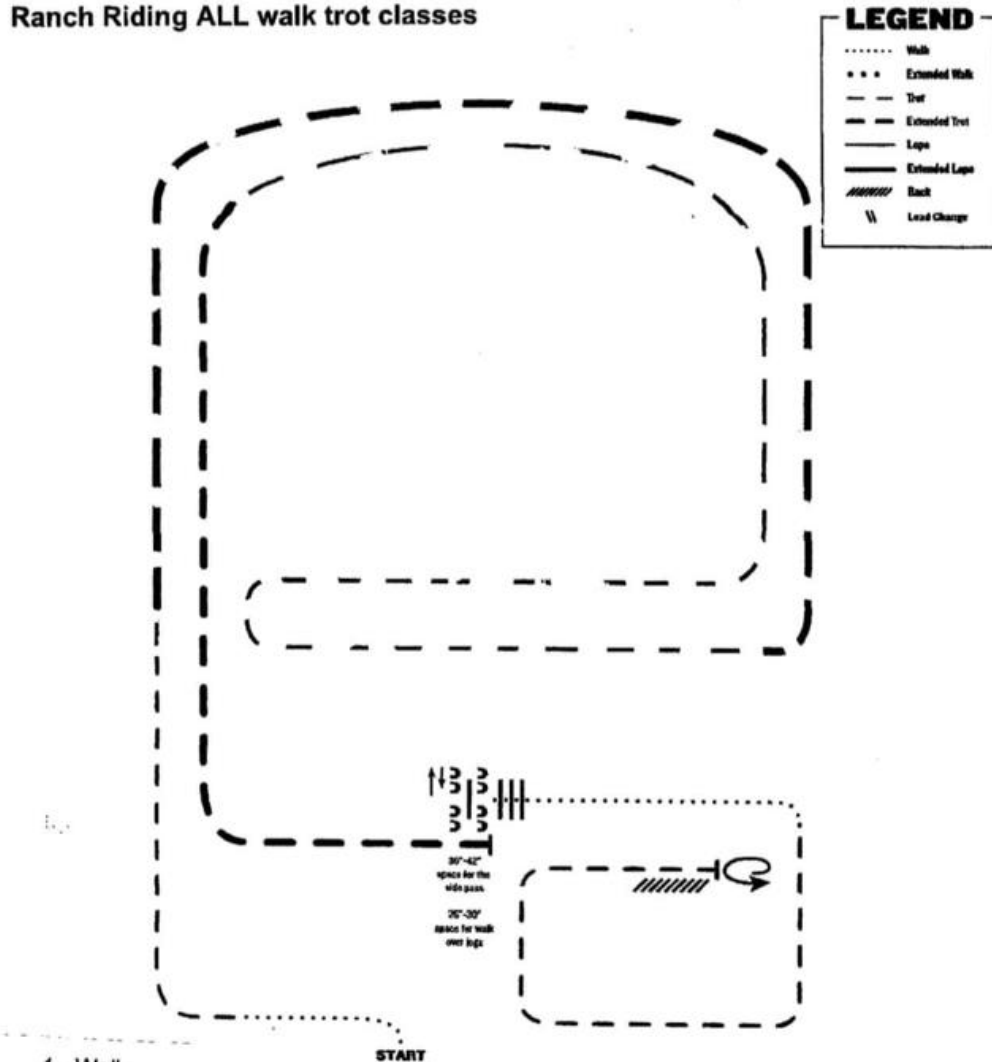 Ranch Riding ALL walk trot classes
LEGEND
Walk
Extended Walk
Trot
Extended Trot
Lope
Extended Lope
Back
Lead Change
36"-42"
space for the
side pass
26"-30"
space for walk
over logs
START